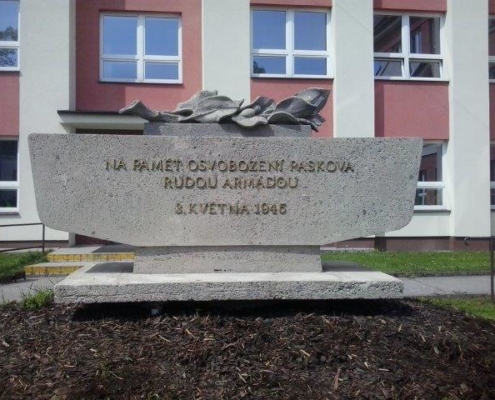 NA PAMĚŤ OSVOBOZENÍ PASKOVA
RUDOU ARMÁDOU
3. KVĚTNA 1945